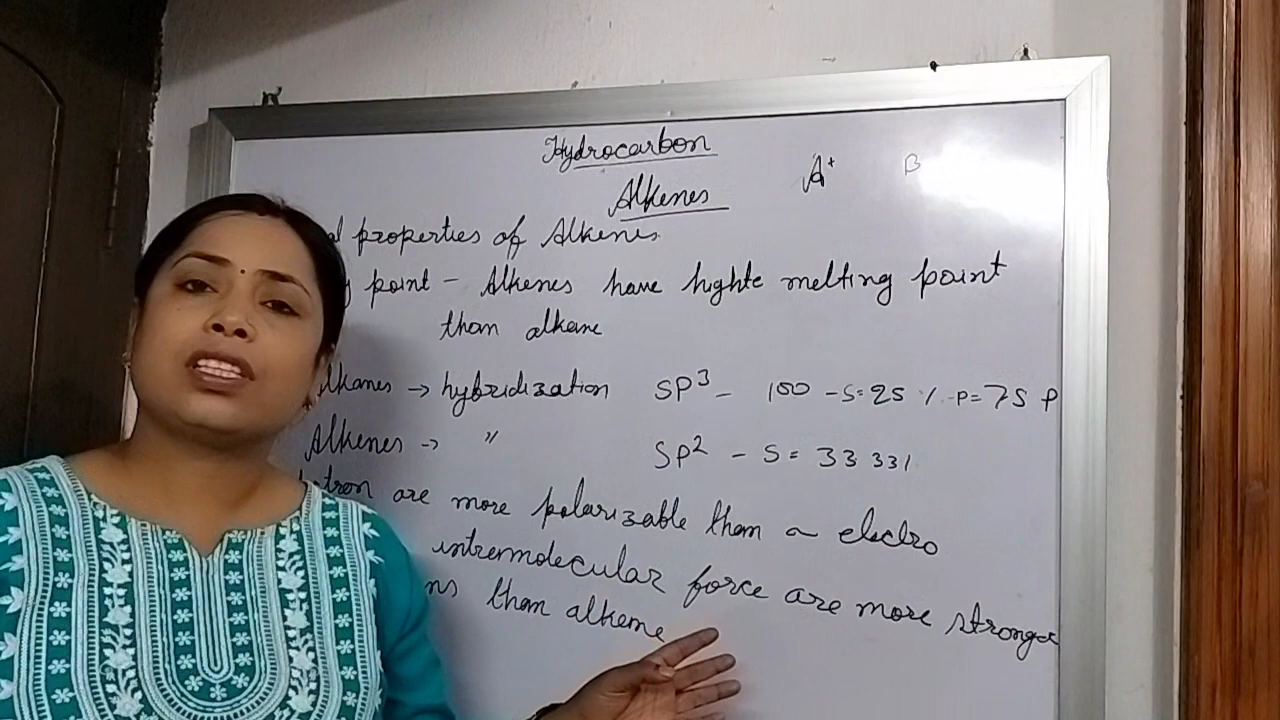 Hydrocarbon
A+ B
Alkenes
l properties of Alkenes.
y point - Alkenes have highte melting point
than alkane
lkanes → hybridization SP³ - 100 - S=25 % - P=75 P
Alkenes → " SP² - S = 33 33%
tron are more polarizable than electro
intremolecular force are more stronger
ns than alkene